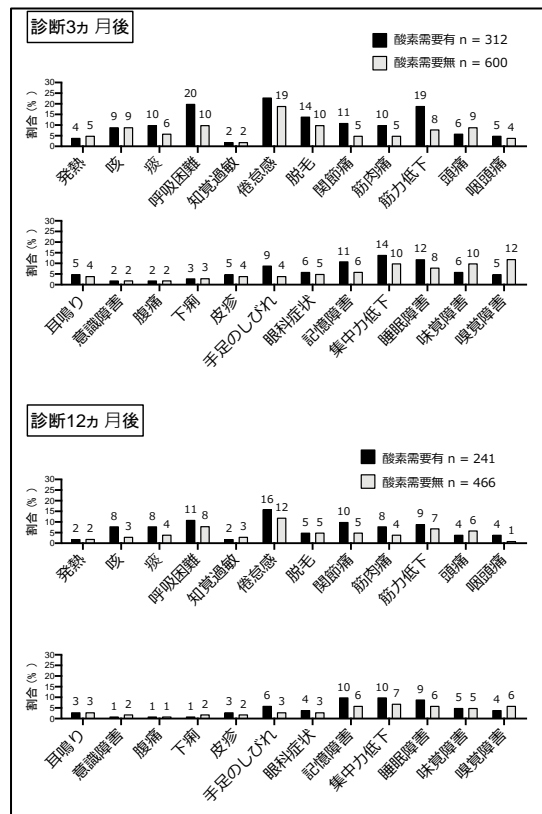 診断3ヵ月後
酸素需要有 n = 312
酸素需要無 n = 600
割合(%)
30
25
20
15
10
5
0
4 5 9 9 10 6 20 10 2 2 19 14 10 11 5 10 5 19 8 6 9 5 4
発熱 咳 痰 呼吸困難 知覚過敏 倦怠感 脱毛 関節痛 筋肉痛 筋力低下 頭痛 咽頭痛
割合(%)
30
25
20
15
10
5
0
5 4 2 2 2 2 3 3 5 4 9 4 6 5 11 6 14 10 12 8 6 10 5 12
耳鳴り 意識障害 腹痛 下痢 皮疹 手足のしびれ 眼科症状 記憶障害 集中力低下 睡眠障害 味覚障害 嗅覚障害
診断12ヵ月後
酸素需要有 n = 241
酸素需要無 n = 466
割合(%)
30
25
20
15
10
5
0
2 2 8 3 8 4 11 8 2 3 16 12 5 5 10 5 8 4 9 7 4 6 4 1
発熱 咳 痰 呼吸困難 知覚過敏 倦怠感 脱毛 関節痛 筋肉痛 筋力低下 頭痛 咽頭痛
割合(%)
30
25
20
15
10
5
0
3 3 1 2 1 1 1 2 3 2 6 3 4 3 10 6 10 7 9 6 5 5 4 6
耳鳴り 意識障害 腹痛 下痢 皮疹 手足のしびれ 眼科症状 記憶障害 集中力低下 睡眠障害 味覚障害 嗅覚障害